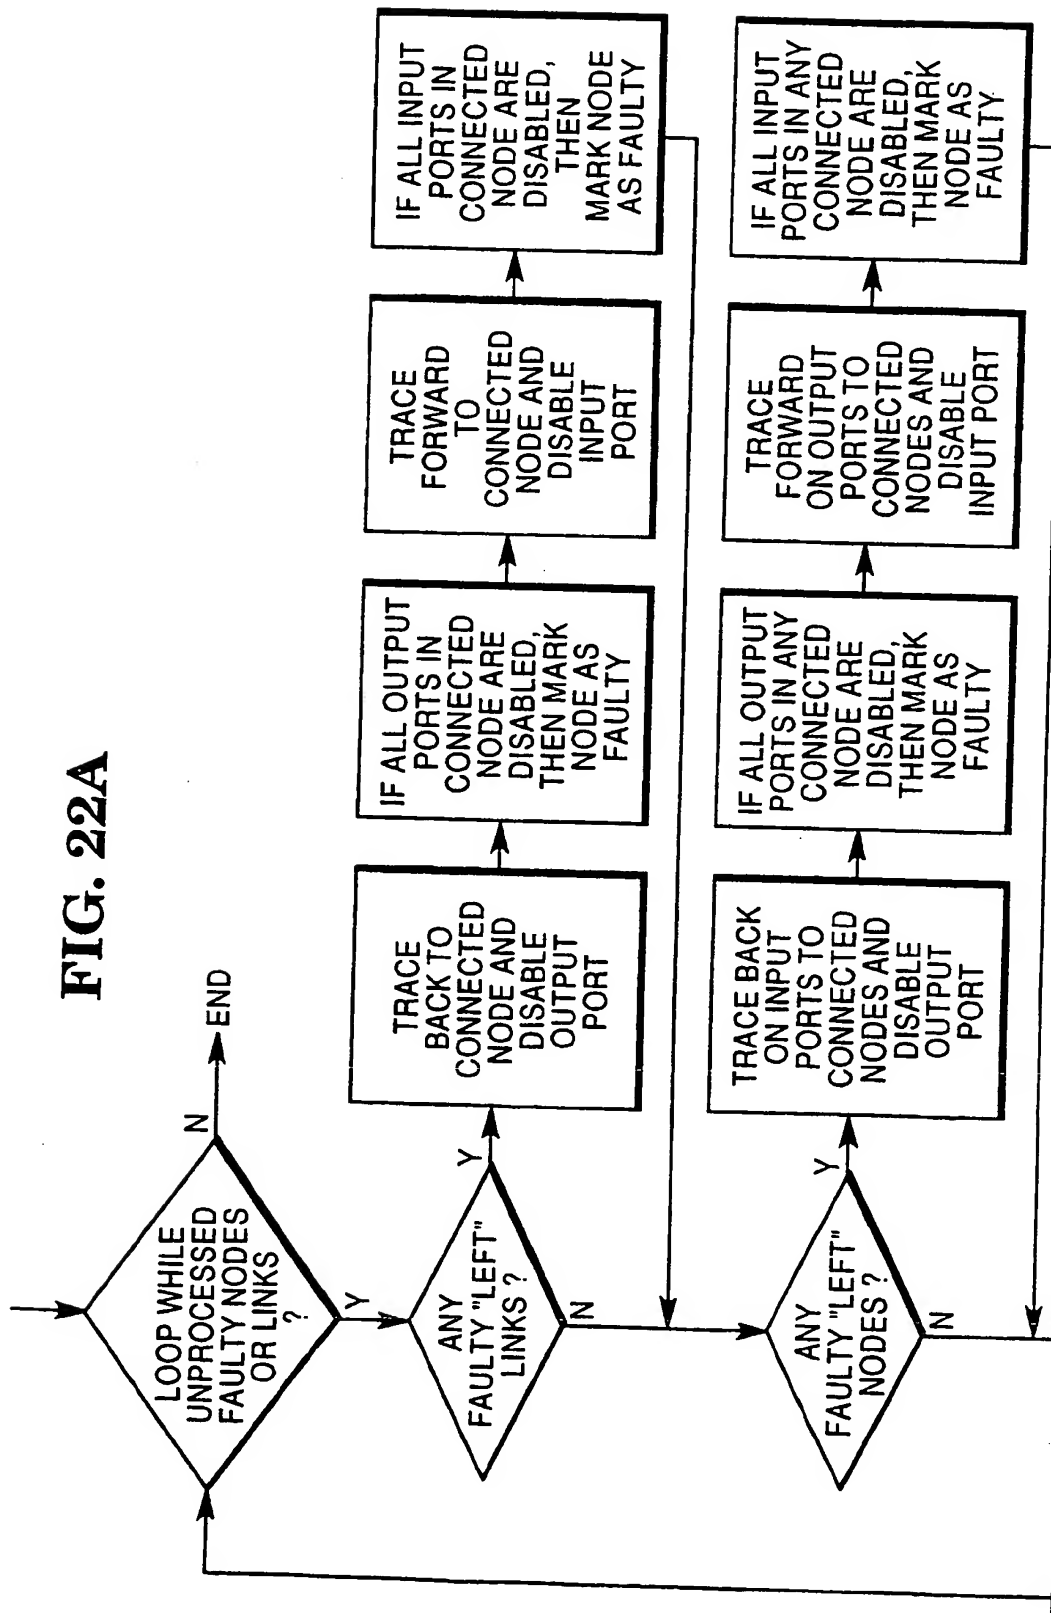 FIG. 22A
LOOP WHILE
UNPROCESSED
FAULTY NODES
OR LINKS
?
N
END
Y
ANY
FAULTY "LEFT"
LINKS ?
Y
N
TRACE
BACK TO
CONNECTED
NODE AND
DISABLE
OUTPUT
PORT
IF ALL OUTPUT
PORTS IN
CONNECTED
NODE ARE
DISABLED,
THEN MARK
NODE AS
FAULTY
TRACE
FORWARD
TO
CONNECTED
NODE AND
DISABLE
INPUT
PORT
IF ALL INPUT
PORTS IN
CONNECTED
NODE ARE
DISABLED,
THEN
MARK NODE
AS FAULTY
ANY
FAULTY "LEFT"
NODES ?
Y
N
TRACE BACK
ON INPUT
PORTS TO
CONNECTED
NODES AND
DISABLE
OUTPUT
PORT
IF ALL OUTPUT
PORTS IN ANY
CONNECTED
NODE ARE
DISABLED,
THEN MARK
NODE AS
FAULTY
TRACE
FORWARD
ON OUTPUT
PORTS TO
CONNECTED
NODES AND
DISABLE
INPUT PORT
IF ALL INPUT
PORTS IN ANY
CONNECTED
NODE ARE
DISABLED,
THEN MARK
NODE AS
FAULTY